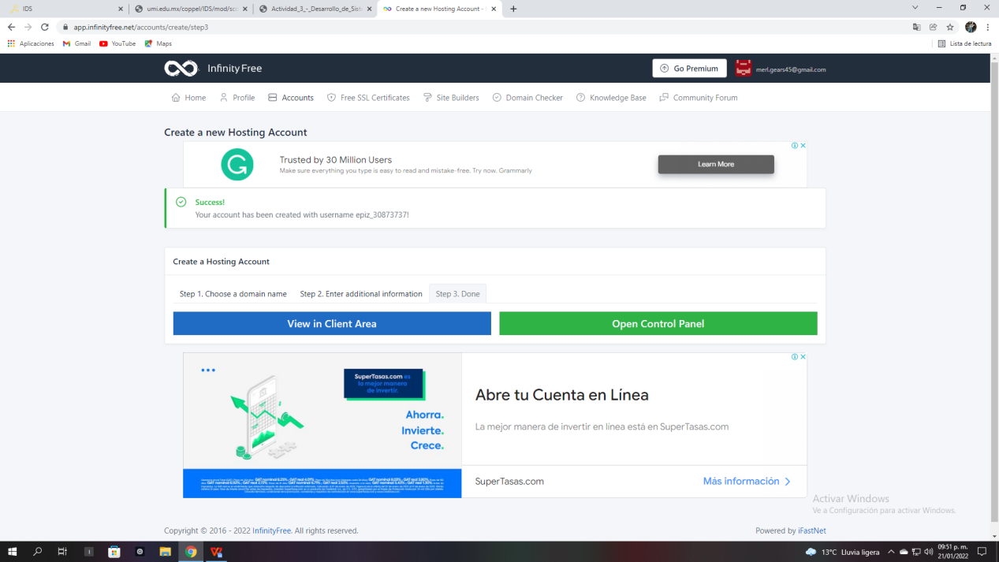 IDS
umi.edu.mx/coppel/IDS/mod/sco
Actividad_3_-_Desarrollo_de_Sist
Create a new Hosting Account -
app.infinityfree.net/accounts/create/step3
Aplicaciones
Gmail
YouTube
Maps
Lista de lectura
Infinity Free
Go Premium
merl.gears45@gmail.com
Home
Profile
Accounts
Free SSL Certificates
Site Builders
Domain Checker
Knowledge Base
Community Forum
Create a new Hosting Account
Trusted by 30 Million Users
Make sure everything you type is easy to read and mistake-free. Try now. Grammarly
Learn More
Success!
Your account has been created with username epiz_30873737!
Create a Hosting Account
Step 1. Choose a domain name
Step 2. Enter additional information
Step 3. Done
View in Client Area
Open Control Panel
SuperTasas.com es
la mejor manera
de invertir.
Ahorra.
Invierte.
Crece.
Abre tu Cuenta en Línea
La mejor manera de invertir en línea está en SuperTasas.com
SuperTasas.com
Más información
Activar Windows
Ve a Configuración para activar Windows.
Copyright © 2016 - 2022 InfinityFree. All rights reserved.
Powered by iFastNet
13°C Lluvia ligera
09:51 p. m.
21/01/2022